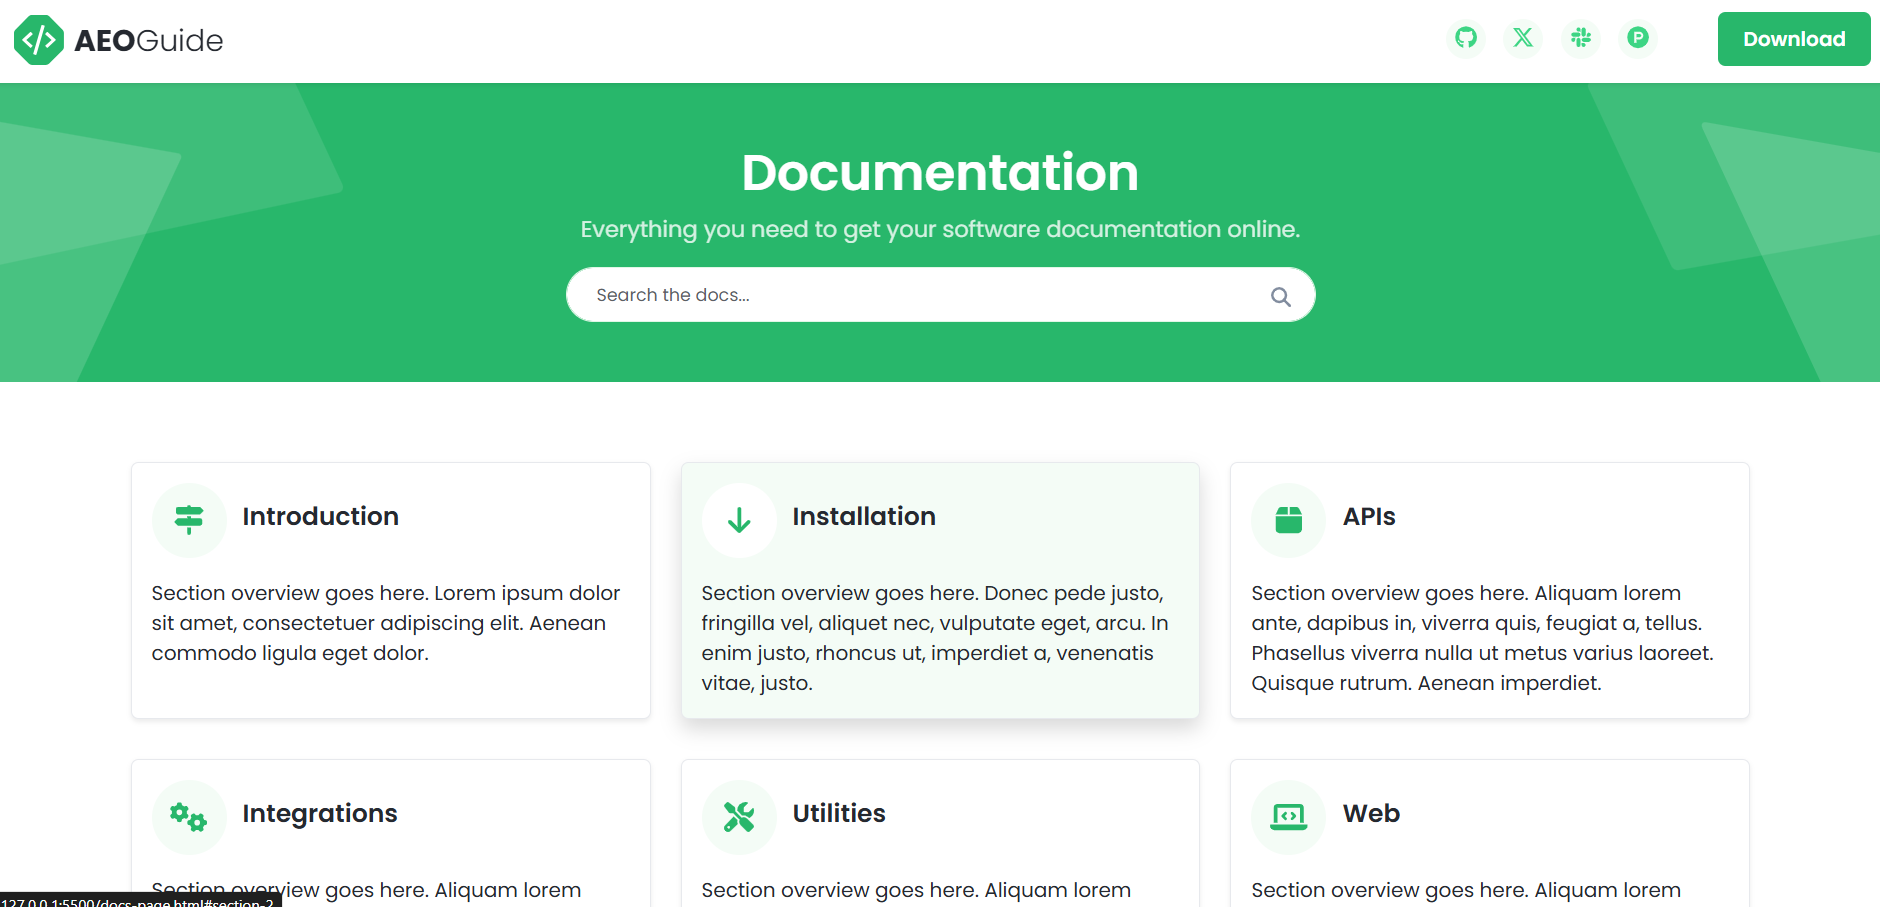 AEOGuide
Download
Documentation
Everything you need to get your software documentation online.
Search the docs...
Introduction
Section overview goes here. Lorem ipsum dolor
sit amet, consectetuer adipiscing elit. Aenean
commodo ligula eget dolor.
Installation
Section overview goes here. Donec pede justo,
fringilla vel, aliquet nec, vulputate eget, arcu. In
enim justo, rhoncus ut, imperdiet a, venenatis
vitae, justo.
APIs
Section overview goes here. Aliquam lorem
ante, dapibus in, viverra quis, feugiat a, tellus.
Phasellus viverra nulla ut metus varius laoreet.
Quisque rutrum. Aenean imperdiet.
Integrations
Section overview goes here. Aliquam lorem
Utilities
Section overview goes here. Aliquam lorem
Web
Section overview goes here. Aliquam lorem
127.0.0.1:5500/docs-page.html#section-2